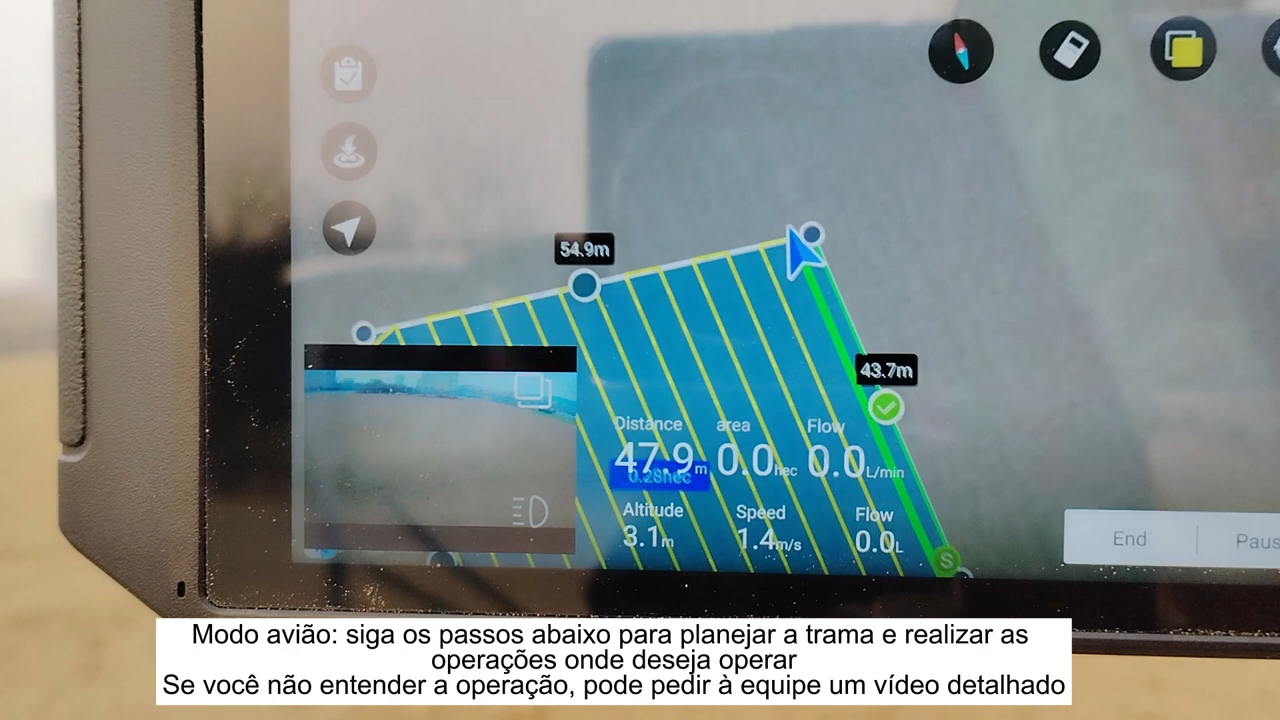 54.9m
43.7m
Distance area Flow
47.9m 0.0hec 0.0L/min
0.28hec
Altitude Speed Flow
3.1m 1.4m/s 0.0L
S
End Paus
Modo avião: siga os passos abaixo para planejar a trama e realizar as
operações onde deseja operar
Se você não entender a operação, pode pedir à equipe um vídeo detalhado